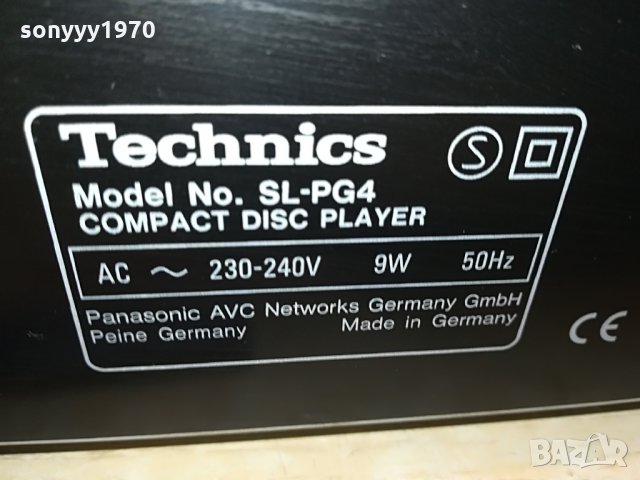 sonyyy1970
Technics
S
Model No. SL-PG4
COMPACT DISC PLAYER
AC ~ 230-240V 9W 50Hz
Panasonic AVC Networks Germany GmbH
Peine Germany Made in Germany
CE
BAZAR